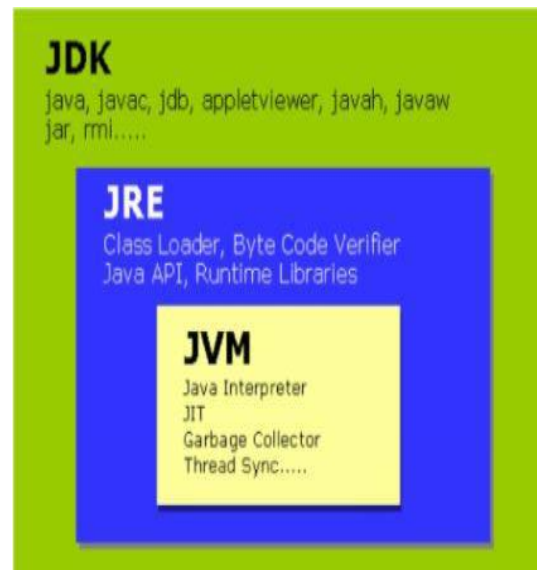 JDK
java, javac, jdb, appletviewer, javah, javaw
jar, rmi.....
JRE
Class Loader, Byte Code Verifier
Java API, Runtime Libraries
JVM
Java Interpreter
JIT
Garbage Collector
Thread Sync.....